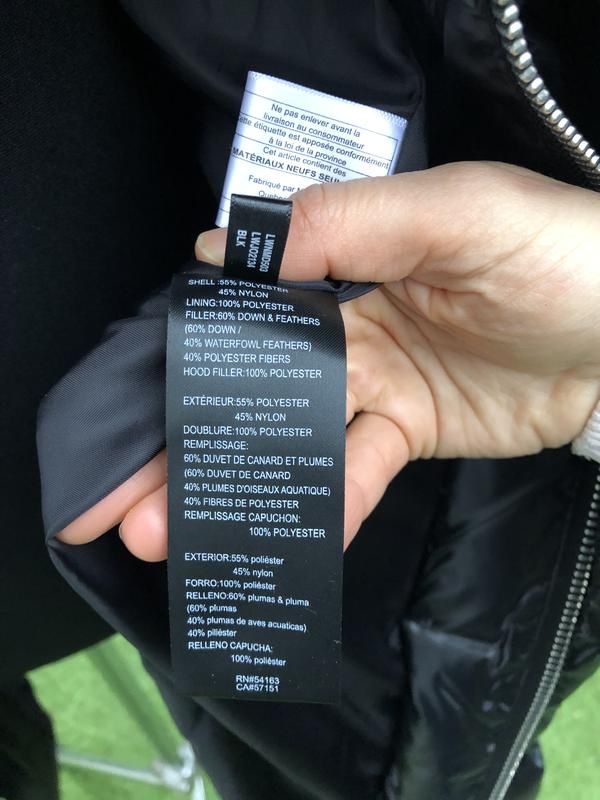 Ne pas enlever avant la
livraison au consommateur
Cette étiquette est apposée conformément
à la loi de la province
Cet article contient des
MATÉRIAUX NEUFS
Fabriqué par
LWNMD503
LWJO2134
BLK
SHELL :55% POLYESTER
45% NYLON
LINING:100% POLYESTER
FILLER:60% DOWN & FEATHERS
(60% DOWN /
40% WATERFOWL FEATHERS)
40% POLYESTER FIBERS
HOOD FILLER:100% POLYESTER
EXTÉRIEUR:55% POLYESTER
45% NYLON
DOUBLURE:100% POLYESTER
REMPLISSAGE:
60% DUVET DE CANARD ET PLUMES
(60% DUVET DE CANARD
40% PLUMES D'OISEAUX AQUATIQUE)
40% FIBRES DE POLYESTER
REMPLISSAGE CAPUCHON:
100% POLYESTER
EXTERIOR:55% poliéster
45% nylon
FORRO:100% poliéster
RELLENO:60% plumas & pluma
(60% plumas
40% plumas de aves acuaticas)
40% piliéster
RELLENO CAPUCHA:
100% poliéster
RN#54163
CA#57151